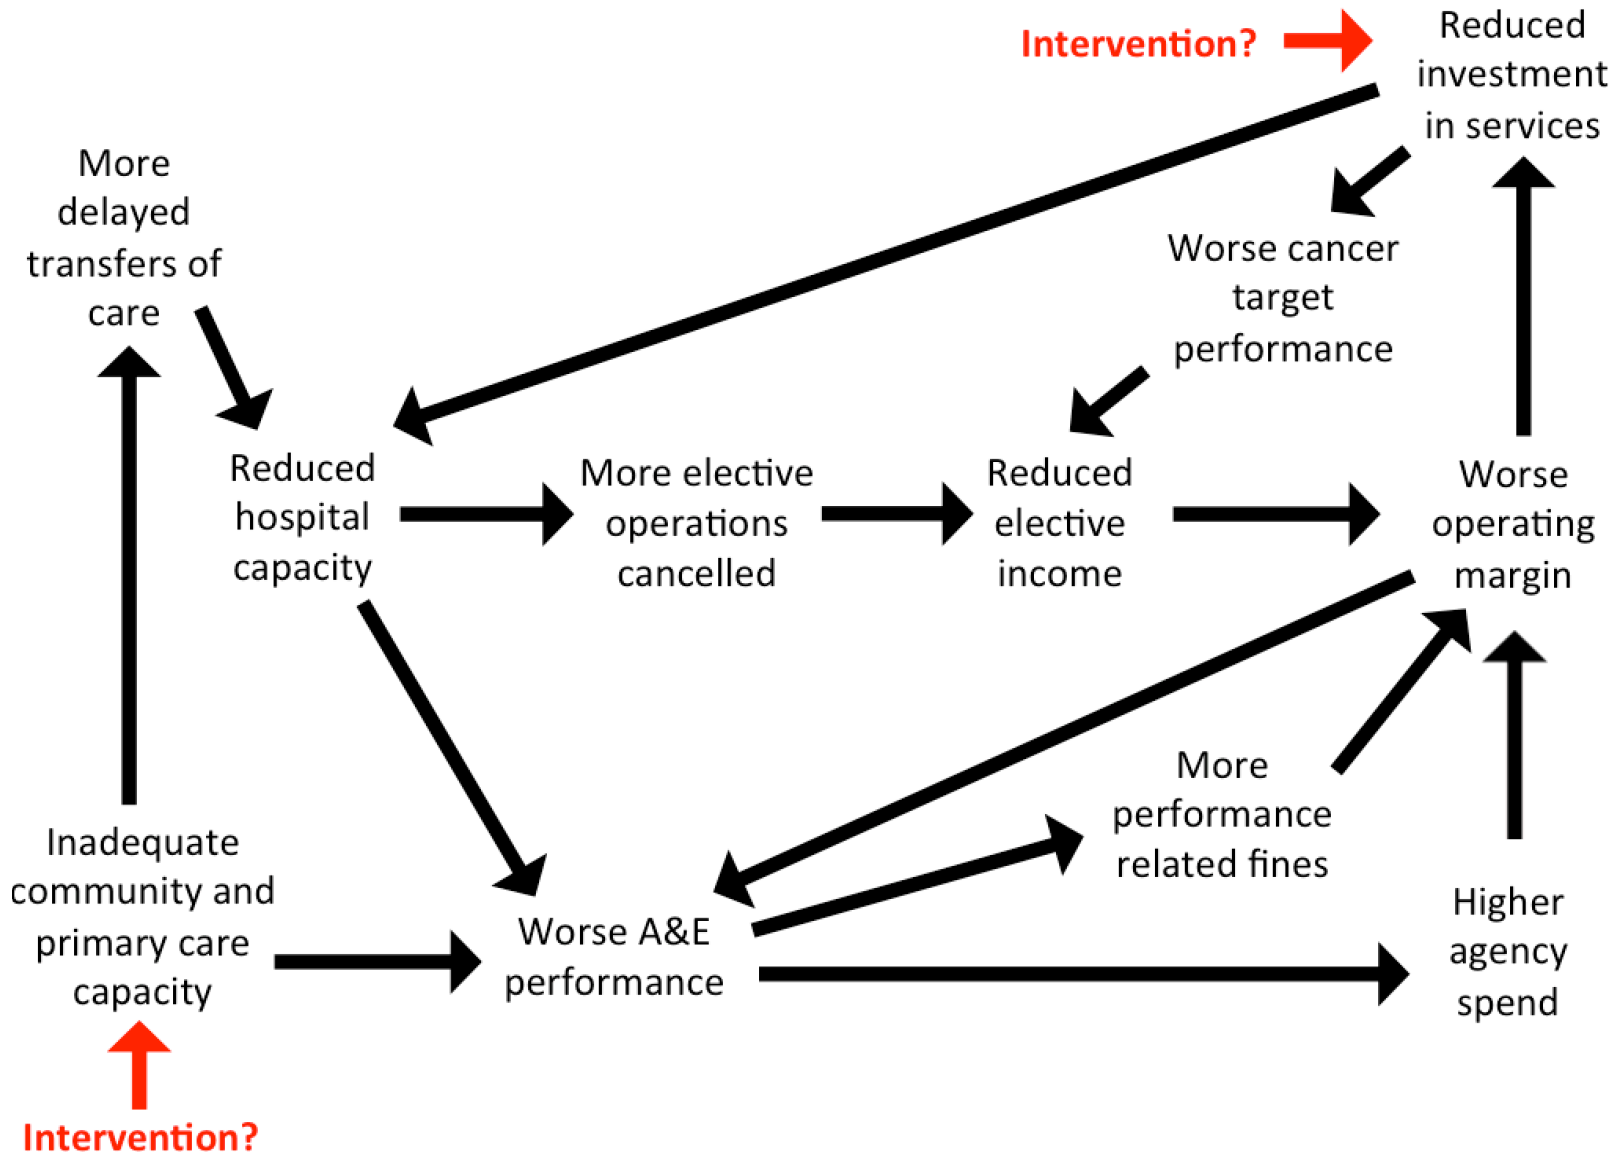 Intervention?
Reduced
investment
in services
More
delayed
transfers of
care
Worse cancer
target
performance
Reduced
hospital
capacity
More elective
operations
cancelled
Reduced
elective
income
Worse
operating
margin
Inadequate
community and
primary care
capacity
Worse A&E
performance
More
performance
related fines
Higher
agency
spend
Intervention?